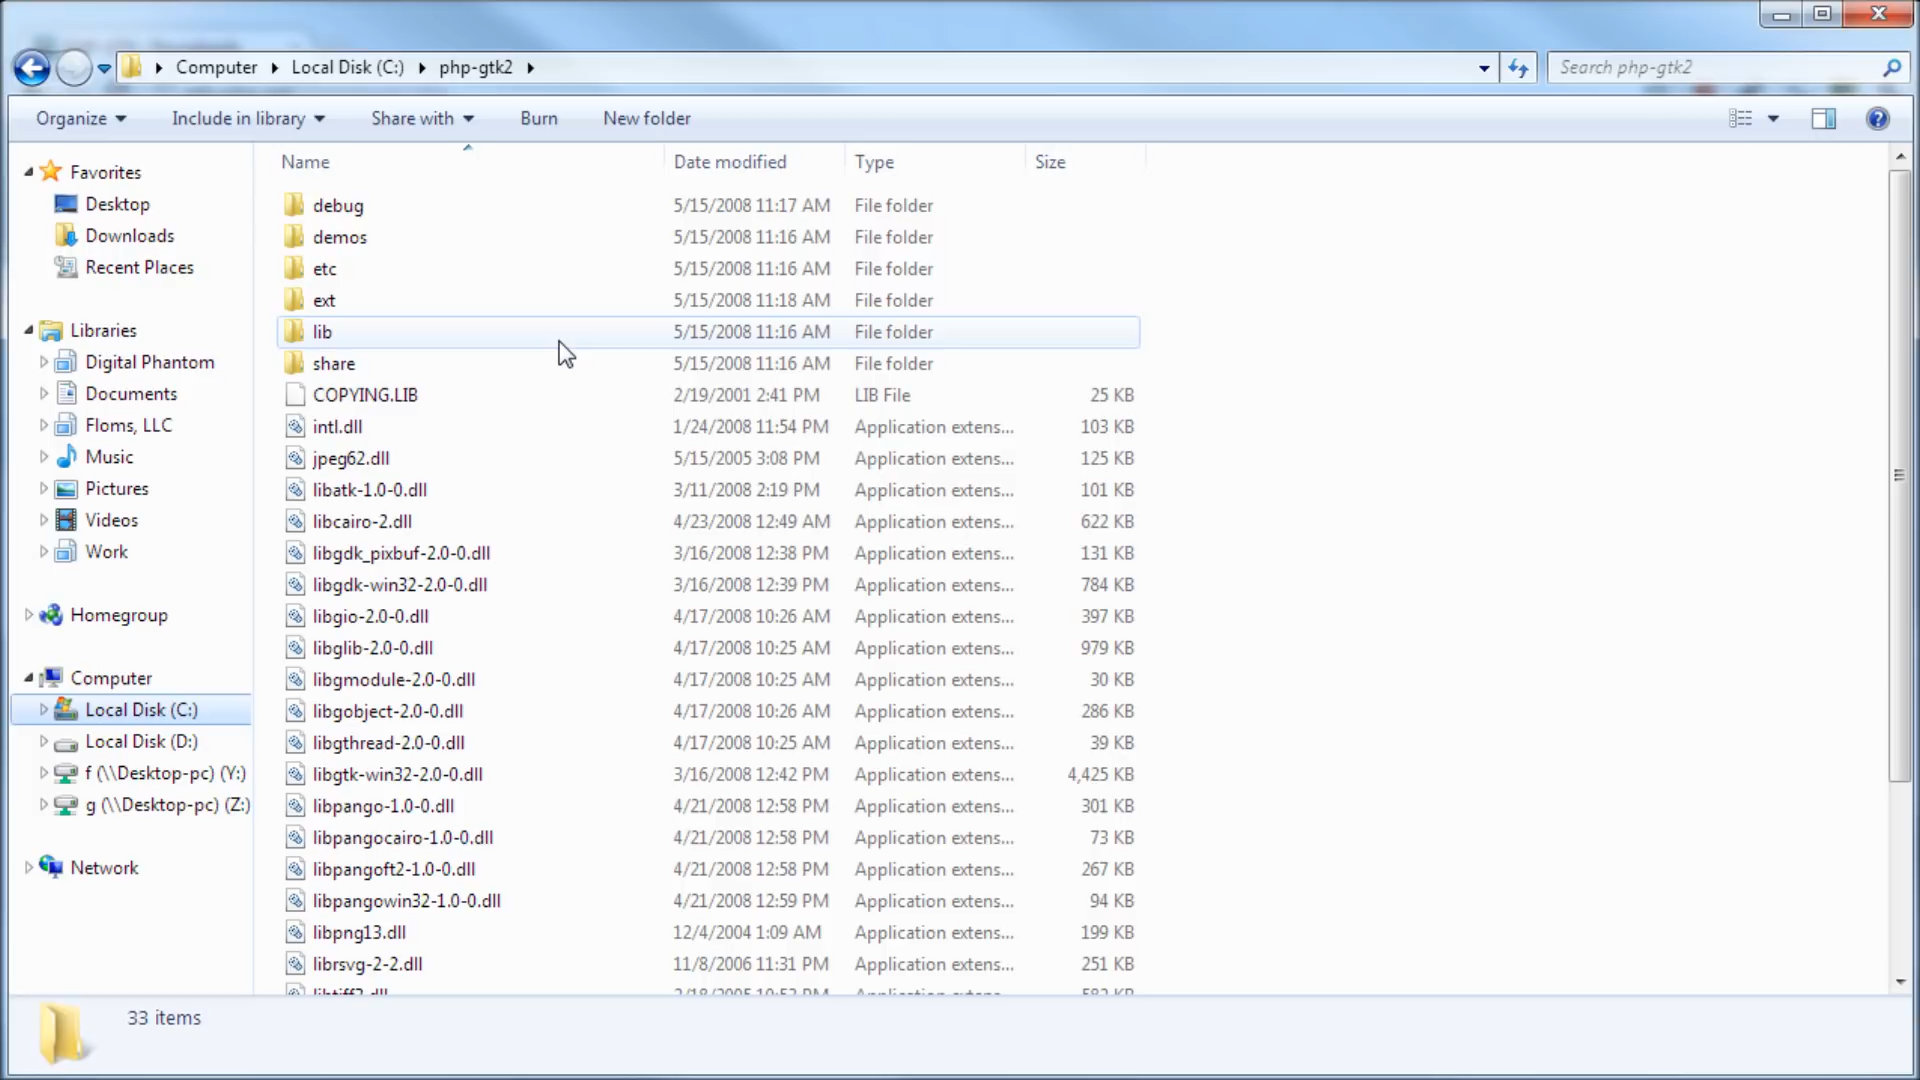 Computer Local Disk (C:) php-gtk2
Search php-gtk2
Organize Include in library Share with Burn New folder
Name Date modified Type Size
Favorites
Desktop
Downloads
Recent Places
Libraries
Digital Phantom
Documents
Floms, LLC
Music
Pictures
Videos
Work
Homegroup
Computer
Local Disk (C:)
Local Disk (D:)
f (\\Desktop-pc) (Y:)
g (\\Desktop-pc) (Z:)
Network
debug 5/15/2008 11:17 AM File folder
demos 5/15/2008 11:16 AM File folder
etc 5/15/2008 11:16 AM File folder
ext 5/15/2008 11:18 AM File folder
lib 5/15/2008 11:16 AM File folder
share 5/15/2008 11:16 AM File folder
COPYING.LIB 2/19/2001 2:41 PM LIB File 25 KB
intl.dll 1/24/2008 11:54 PM Application extens... 103 KB
jpeg62.dll 5/15/2005 3:08 PM Application extens... 125 KB
libatk-1.0-0.dll 3/11/2008 2:19 PM Application extens... 101 KB
libcairo-2.dll 4/23/2008 12:49 AM Application extens... 622 KB
libgdk_pixbuf-2.0-0.dll 3/16/2008 12:38 PM Application extens... 131 KB
libgdk-win32-2.0-0.dll 3/16/2008 12:39 PM Application extens... 784 KB
libgio-2.0-0.dll 4/17/2008 10:26 AM Application extens... 397 KB
libglib-2.0-0.dll 4/17/2008 10:25 AM Application extens... 979 KB
libgmodule-2.0-0.dll 4/17/2008 10:25 AM Application extens... 30 KB
libgobject-2.0-0.dll 4/17/2008 10:26 AM Application extens... 286 KB
libgthread-2.0-0.dll 4/17/2008 10:25 AM Application extens... 39 KB
libgtk-win32-2.0-0.dll 3/16/2008 12:42 PM Application extens... 4,425 KB
libpango-1.0-0.dll 4/21/2008 12:58 PM Application extens... 301 KB
libpangocairo-1.0-0.dll 4/21/2008 12:58 PM Application extens... 73 KB
libpangoft2-1.0-0.dll 4/21/2008 12:58 PM Application extens... 267 KB
libpangowin32-1.0-0.dll 4/21/2008 12:59 PM Application extens... 94 KB
libpng13.dll 12/4/2004 1:09 AM Application extens... 199 KB
librsvg-2-2.dll 11/8/2006 11:31 PM Application extens... 251 KB
33 items